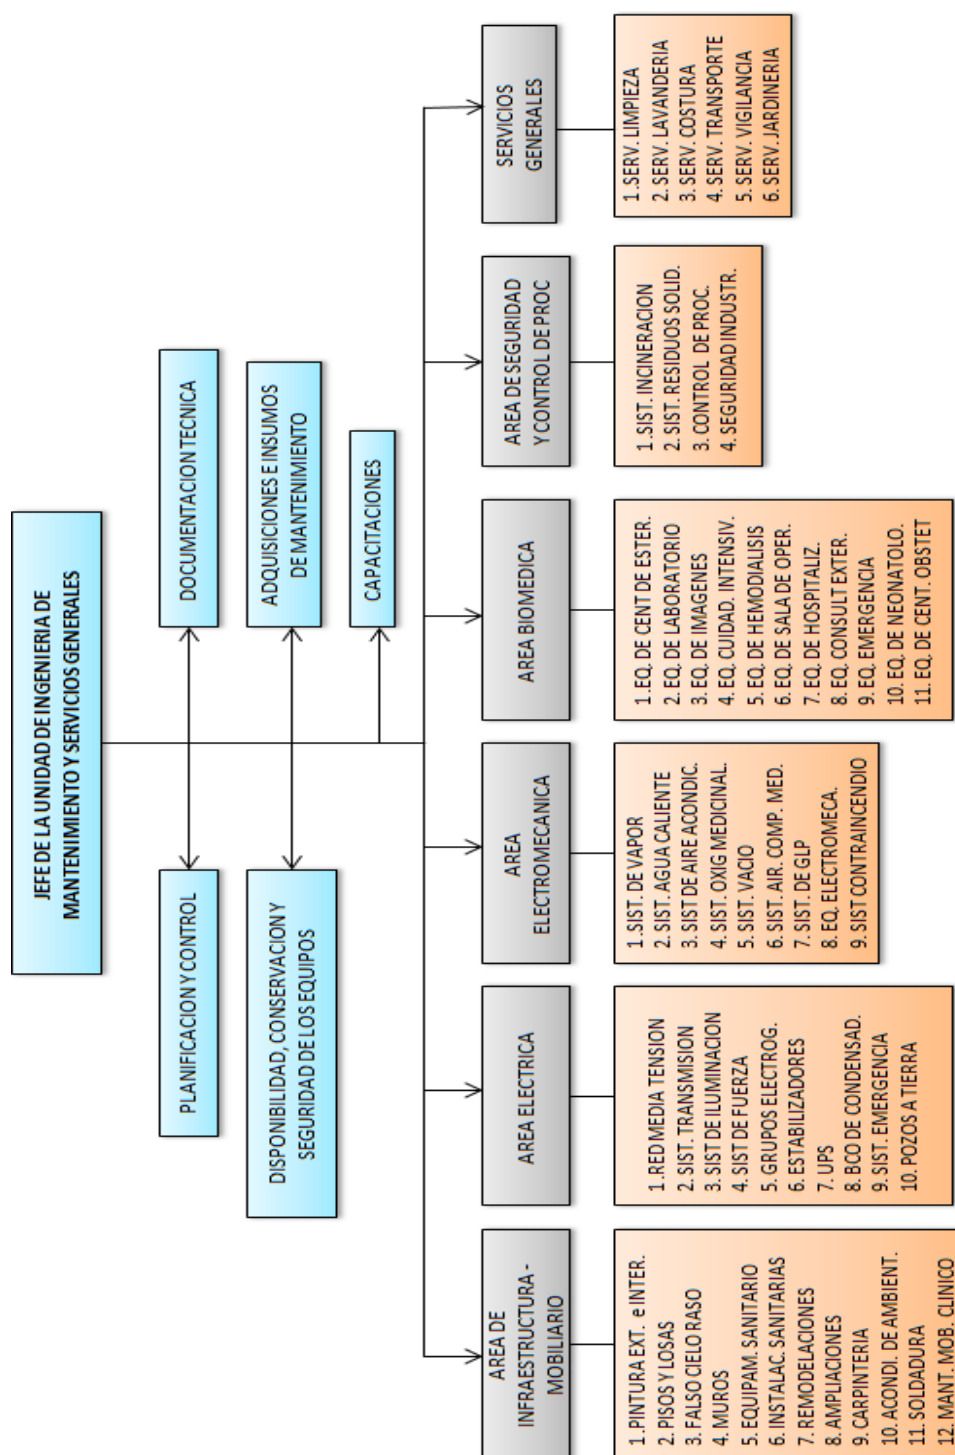 JEFE DE LA UNIDAD DE INGENIERA DE
MANTENIMIENTO Y SERVICIOS GENERALES
PLANIFICACION Y CONTROL
DOCUMENTACION TECNICA
DISPONIBILIDAD, CONSERVACION Y
SEGURIDAD DE LOS EQUIPOS
ADQUISICIONES E INSUMOS
DE MANTENIMIENTO
CAPACITACIONES
AREA DE
INFRAESTRUCTURA -
MOBILIARIO
1. PINTURA EXT. e INTER.
2. PISOS Y LOSAS
3. FALSO CIELO RASO
4. MUROS
5. EQUIPAM. SANITARIO
6. INSTALAC. SANITARIAS
7. REMODELACIONES
8. AMPLIACIONES
9. CARPINTERIA
10. ACONDI. DE AMBIENT.
11. SOLDADURA
12. MANT. MOB. CLINICO
AREA ELECTRICA
1. RED MEDIA TENSION
2. SIST. TRANSMISION
3. SIST DE ILUMINACION
4. SIST DE FUERZA
5. GRUPOS ELECTROG.
6. ESTABILIZADORES
7. UPS
8. BCO DE CONDENSAD.
9. SIST. EMERGENCIA
10. POZOS A TIERRA
AREA
ELECTROMECANICA
1. SIST. DE VAPOR
2. SIST. AGUA CALIENTE
3. SIST DE AIRE ACONDIC.
4. SIST. OXIG MEDICINAL.
5. SIST. VACIO
6. SIST. AIR. COMP. MED.
7. SIST. DE GLP
8. EQ. ELECTROMECA.
9. SIST CONTRAINCENDIO
AREA BIOMEDICA
1. EQ. DE CENT DE ESTER.
2. EQ. DE LABORATORIO
3. EQ. DE IMAGENES
4. EQ. CUIDAD. INTENSIV.
5. EQ. DE HEMODIALISIS
6. EQ. DE SALA DE OPER.
7. EQ. DE HOSPITALIZ.
8. EQ. CONSULT EXTER.
9. EQ. EMERGENCIA
10. EQ. DE NEONATOLO.
11. EQ. DE CENT. OBSTET
AREA DE SEGURIDAD
Y CONTROL DE PROC
1. SIST. INCINERACION
2. SIST. RESIDUOS SOLID.
3. CONTROL DE PROC.
4. SEGURIDAD INDUSTR.
SERVICIOS
GENERALES
1. SERV. LIMPIEZA
2. SERV. LAVANDERIA
3. SERV. COSTURA
4. SERV. TRANSPORTE
5. SERV. VIGILANCIA
6. SERV. JARDINERIA